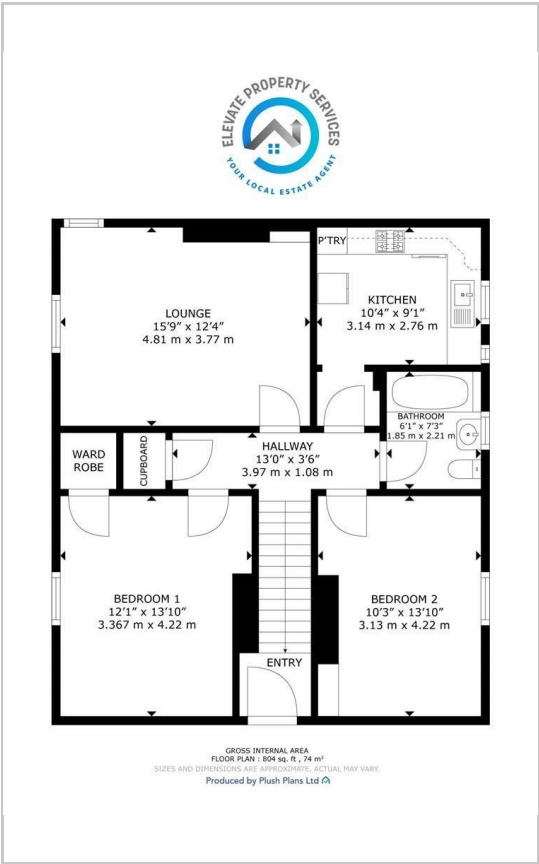 ELEVATE PROPERTY SERVICES
YOUR LOCAL ESTATE AGENT
P'TRY
LOUNGE
15'9" x 12'4"
4.81 m x 3.77 m
KITCHEN
10'4" x 9'1"
3.14 m x 2.76 m
BATHROOM
6'1" x 7'3"
1.85 m x 2.21 m
WARD
ROBE
CUPBOARD
HALLWAY
13'0" x 3'6"
3.97 m x 1.08 m
BEDROOM 1
12'1" x 13'10"
3.367 m x 4.22 m
BEDROOM 2
10'3" x 13'10"
3.13 m x 4.22 m
ENTRY
GROSS INTERNAL AREA
FLOOR PLAN : 804 sq. ft , 74 m²
SIZES AND DIMENSIONS ARE APPROXIMATE, ACTUAL MAY VARY.
Produced by Plush Plans Ltd